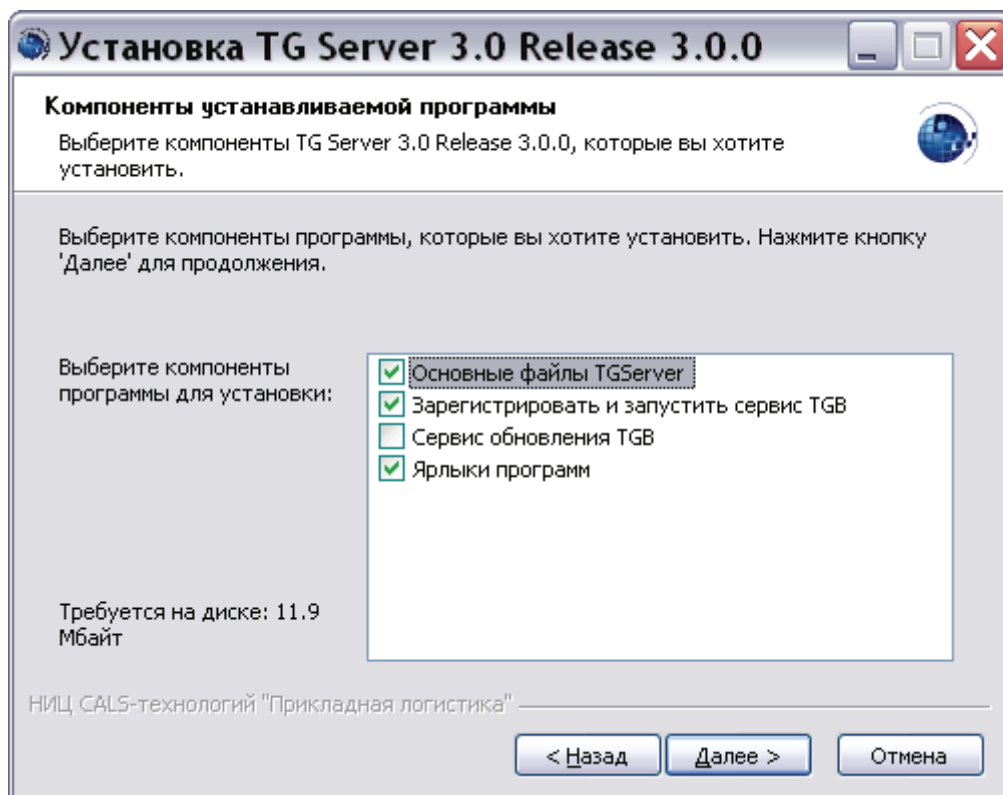 Установка TG Server 3.0 Release 3.0.0
Компоненты устанавливаемой программы
Выберите компоненты TG Server 3.0 Release 3.0.0, которые вы хотите
установить.
Выберите компоненты программы, которые вы хотите установить. Нажмите кнопку
'Далее' для продолжения.
Выберите компоненты
программы для установки:
Основные файлы TGServer
Зарегистрировать и запустить сервис TGB
Сервис обновления TGB
Ярлыки программ
Требуется на диске: 11.9
Мбайт
НИЦ CALS-технологий "Прикладная логистика"
< Назад
Далее >
Отмена